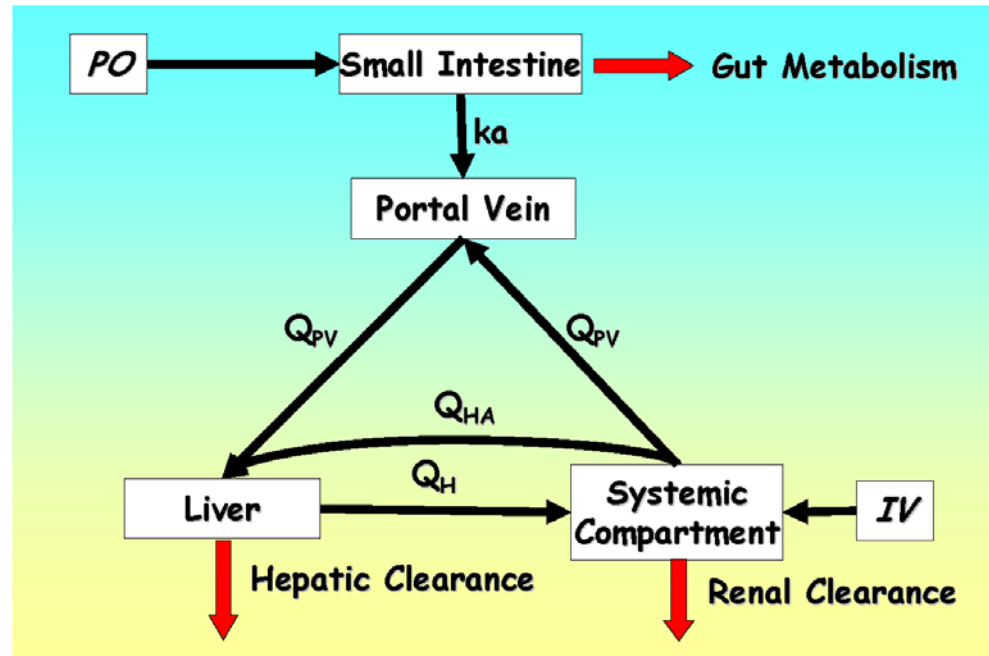 PO
Small Intestine
Gut Metabolism
ka
Portal Vein
QPV
QPV
QHA
QH
Liver
Systemic
Compartment
IV
Hepatic Clearance
Renal Clearance